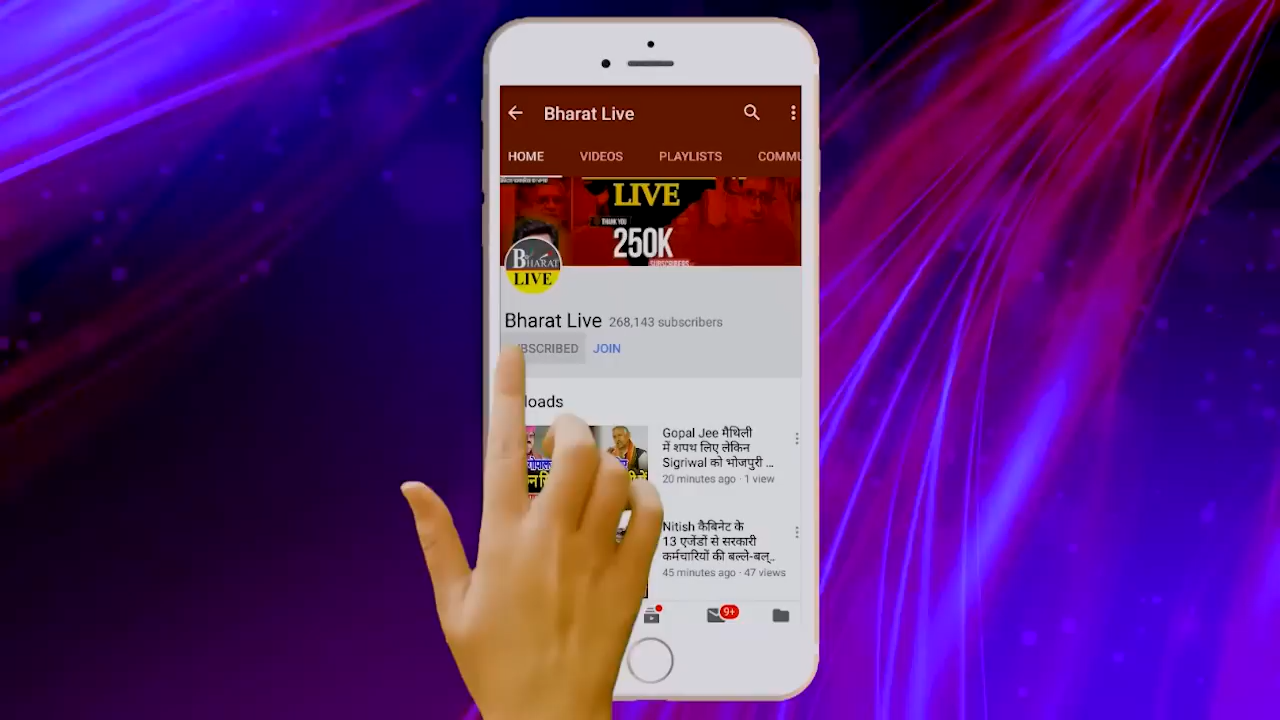 Bharat Live
HOME VIDEOS PLAYLISTS COMMU
LIVE
THANK YOU
250K
SUBSCRIBERS...
BHARAT
LIVE
Bharat Live 268,143 subscribers
BSCRIBED JOIN
loads
Gopal Jee मैथिली
में शपथ लिए लेकिन
Sigriwal को भोजपुरी ...
20 minutes ago · 1 view
Nitish कैबिनेट के
13 एजेंडों से सरकारी
कर्मचारियों की बल्ले-बल्..
45 minutes ago · 47 views
9+